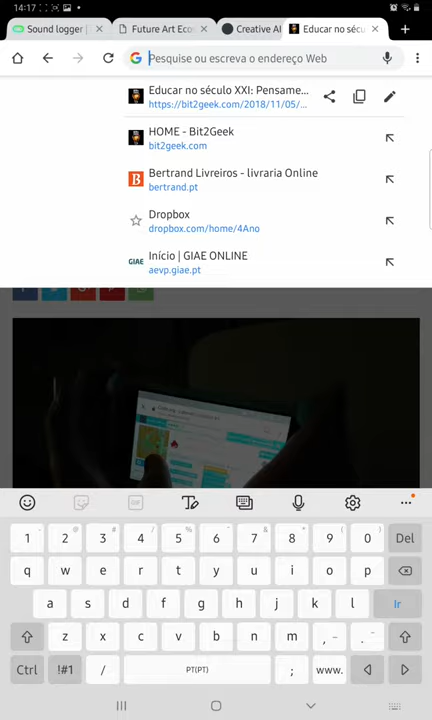 14:17
Sound logger |
Future Art Eco
Creative AI
Educar no sécu
Pesquise ou escreva o endereço Web
Educar no século XXI: Pensame...
https://bit2geek.com/2018/11/05/...
HOME - Bit2Geek
bit2geek.com
Bertrand Livreiros - livraria Online
bertrand.pt
Dropbox
dropbox.com/home/4Ano
GIAE
Início | GIAE ONLINE
aevp.giae.pt
GIF
1 2 3 4 5 6 7 8 9 0 Del
q w e r t y u i o p
a s d f g h j k l Ir
z x c v b n m , .
Ctrl !#1 / PT(PT) ; www.